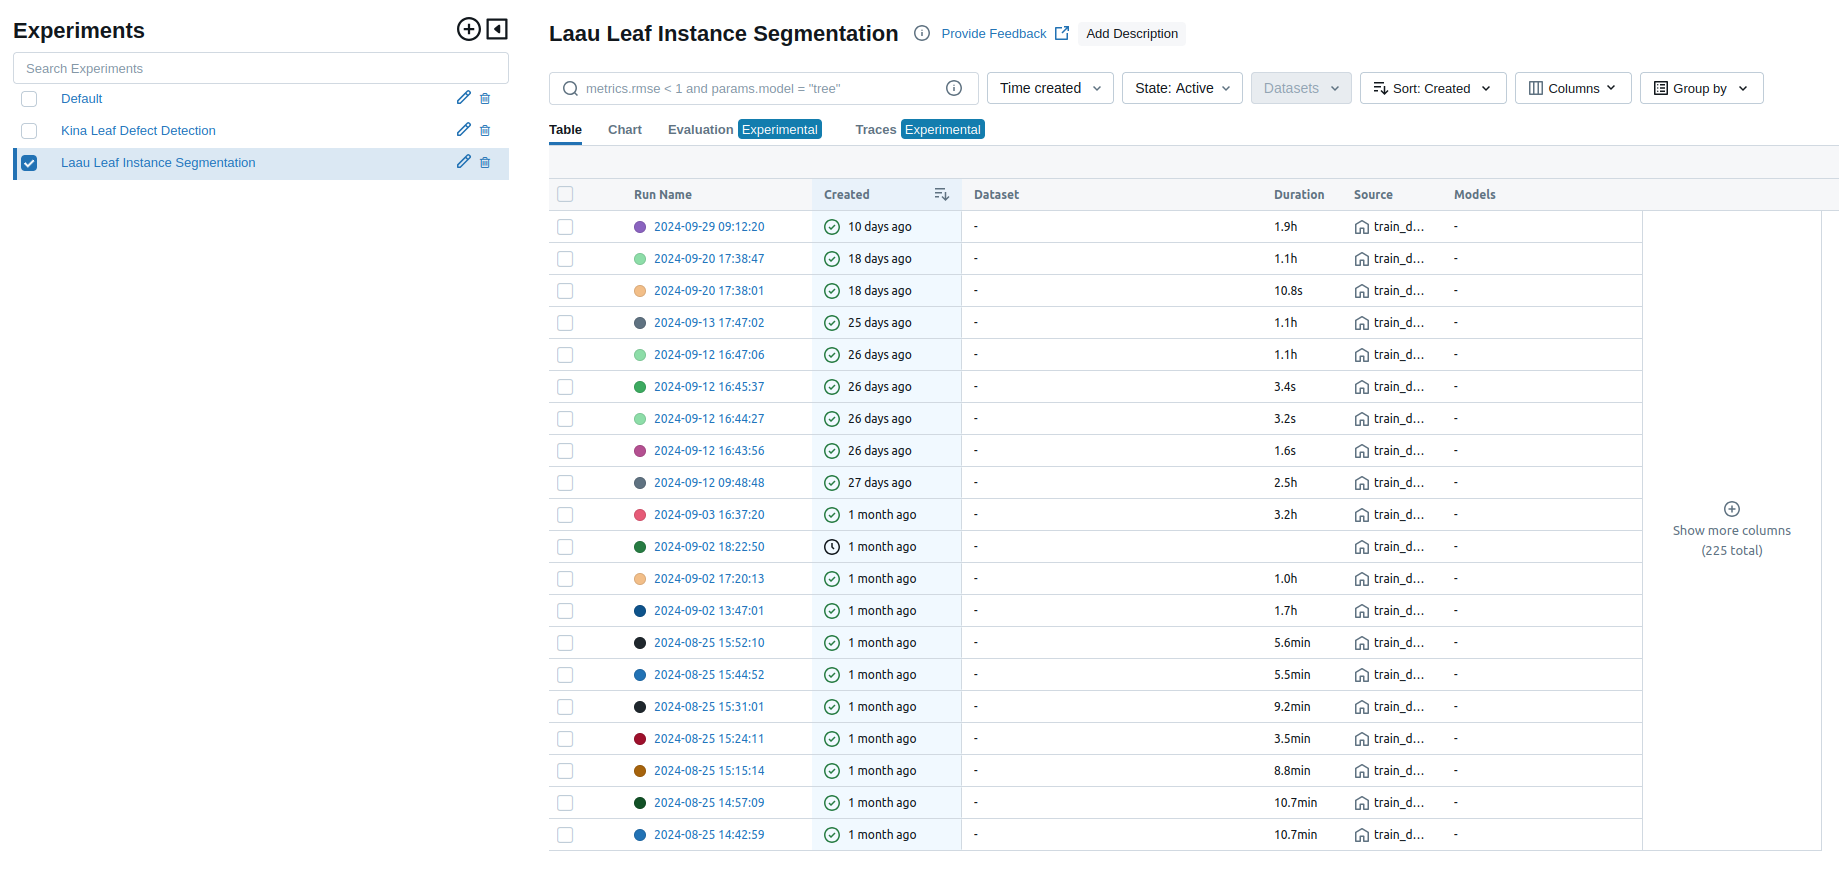 Experiments
Search Experiments
Default
Kina Leaf Defect Detection
Laau Leaf Instance Segmentation
Laau Leaf Instance Segmentation Provide Feedback Add Description
metrics.rmse < 1 and params.model = "tree" Time created State: Active Datasets Sort: Created Columns Group by
Table Chart Evaluation Experimental Traces Experimental
Run Name Created Dataset Duration Source Models
2024-09-29 09:12:20 10 days ago - 1.9h train_d... -
2024-09-20 17:38:47 18 days ago - 1.1h train_d... -
2024-09-20 17:38:01 18 days ago - 10.8s train_d... -
2024-09-13 17:47:02 25 days ago - 1.1h train_d... -
2024-09-12 16:47:06 26 days ago - 1.1h train_d... -
2024-09-12 16:45:37 26 days ago - 3.4s train_d... -
2024-09-12 16:44:27 26 days ago - 3.2s train_d... -
2024-09-12 16:43:56 26 days ago - 1.6s train_d... -
2024-09-12 09:48:48 27 days ago - 2.5h train_d... -
2024-09-03 16:37:20 1 month ago - 3.2h train_d... -
2024-09-02 18:22:50 1 month ago - train_d... -
2024-09-02 17:20:13 1 month ago - 1.0h train_d... -
2024-09-02 13:47:01 1 month ago - 1.7h train_d... -
2024-08-25 15:52:10 1 month ago - 5.6min train_d... -
2024-08-25 15:44:52 1 month ago - 5.5min train_d... -
2024-08-25 15:31:01 1 month ago - 9.2min train_d... -
2024-08-25 15:24:11 1 month ago - 3.5min train_d... -
2024-08-25 15:15:14 1 month ago - 8.8min train_d... -
2024-08-25 14:57:09 1 month ago - 10.7min train_d... -
2024-08-25 14:42:59 1 month ago - 10.7min train_d... -
Show more columns
(225 total)